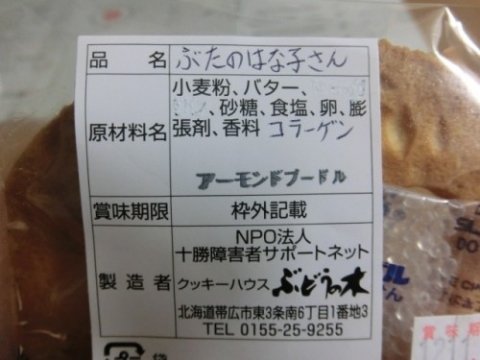 品名 ぶたのはな子さん
原材料名 小麦粉、バター、
、砂糖、食塩、卵、膨
張剤、香料 コラーゲン
アーモンドプードル
賞味期限 枠外記載
製造者 NPO法人
十勝障害者サポートネット
クッキーハウス ぶどうの木
北海道帯広市東3条南6丁目1番地3
TEL 0155-25-9255
袋
賞味期